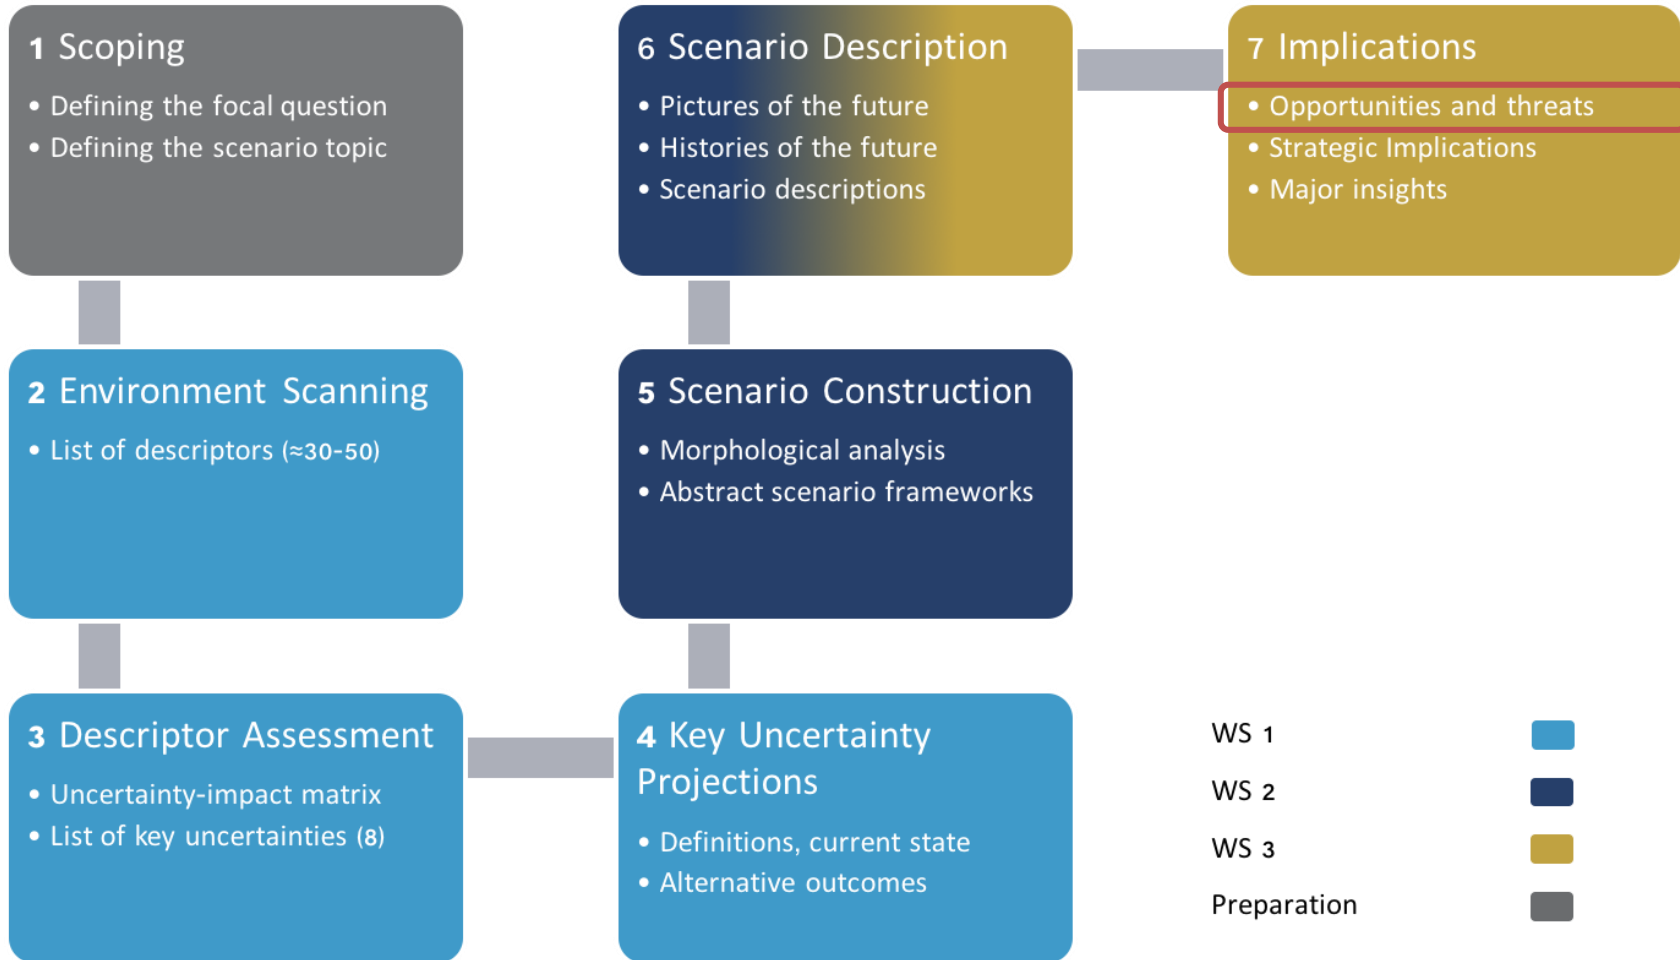 1 Scoping
• Defining the focal question
• Defining the scenario topic
2 Environment Scanning
• List of descriptors (≈30-50)
3 Descriptor Assessment
• Uncertainty-impact matrix
• List of key uncertainties (8)
4 Key Uncertainty
Projections
• Definitions, current state
• Alternative outcomes
5 Scenario Construction
• Morphological analysis
• Abstract scenario frameworks
6 Scenario Description
• Pictures of the future
• Histories of the future
• Scenario descriptions
7 Implications
• Opportunities and threats
• Strategic Implications
• Major insights
WS 1
WS 2
WS 3
Preparation